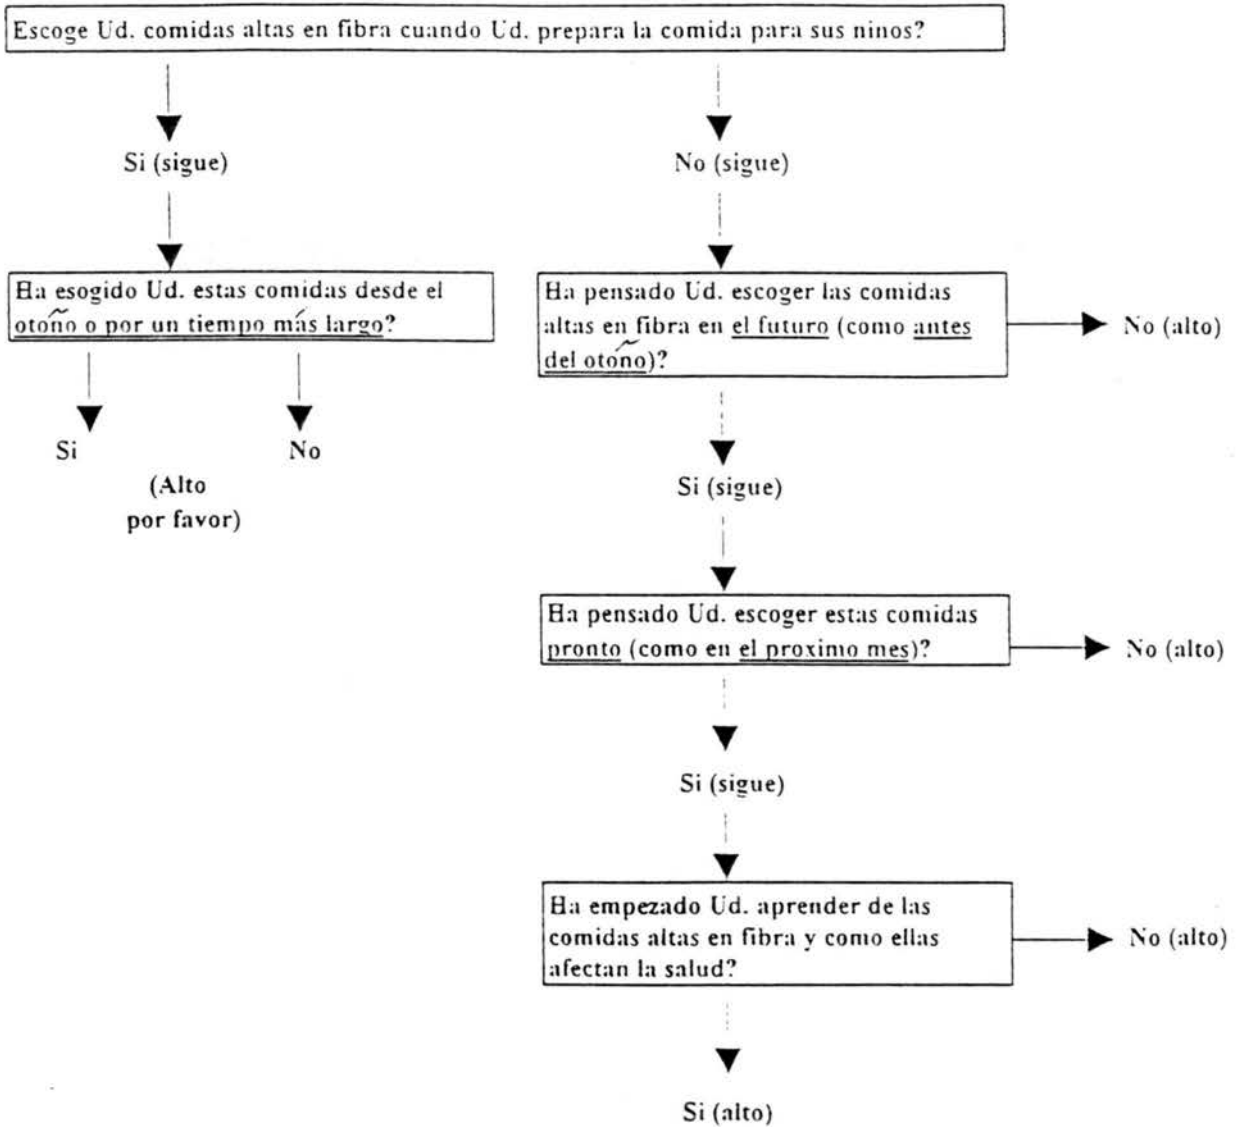 Escoge Ud. comidas altas en fibra cuando Ud. prepara la comida para sus ninos?
Si (sigue)
No (sigue)
Ha esogido Ud. estas comidas desde el
otoño o por un tiempo más largo?
Si
No
(Alto
por favor)
Ha pensado Ud. escoger las comidas
altas en fibra en el futuro (como antes
del otoño)?
No (alto)
Si (sigue)
Ha pensado Ud. escoger estas comidas
pronto (como en el proximo mes)?
No (alto)
Si (sigue)
Ha empezado Ud. aprender de las
comidas altas en fibra y como ellas
afectan la salud?
No (alto)
Si (alto)